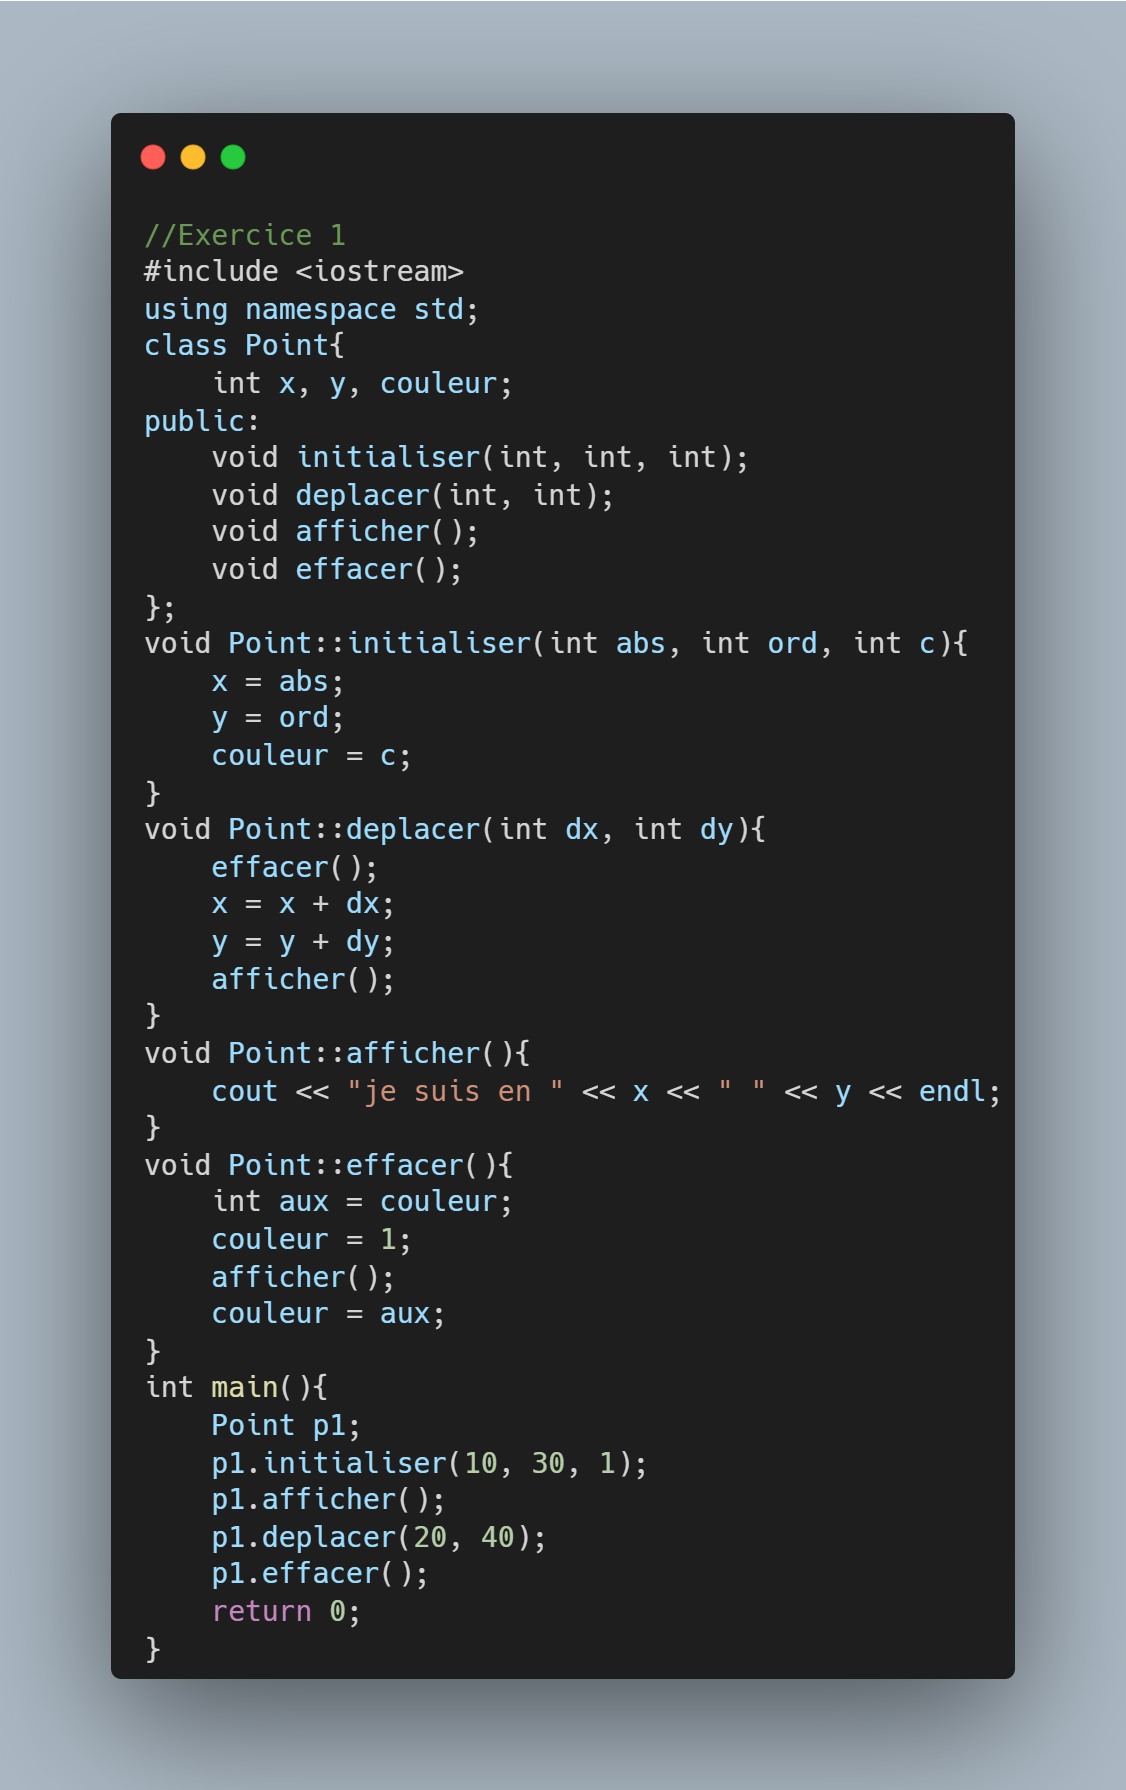 //Exercice 1
#include <iostream>
using namespace std;
class Point{
    int x, y, couleur;
public:
    void initialiser(int, int, int);
    void deplacer(int, int);
    void afficher();
    void effacer();
};
void Point::initialiser(int abs, int ord, int c){
    x = abs;
    y = ord;
    couleur = c;
}
void Point::deplacer(int dx, int dy){
    effacer();
    x = x + dx;
    y = y + dy;
    afficher();
}
void Point::afficher(){
    cout << "je suis en " << x << " " << y << endl;
}
void Point::effacer(){
    int aux = couleur;
    couleur = 1;
    afficher();
    couleur = aux;
}
int main(){
    Point p1;
    p1.initialiser(10, 30, 1);
    p1.afficher();
    p1.deplacer(20, 40);
    p1.effacer();
    return 0;
}